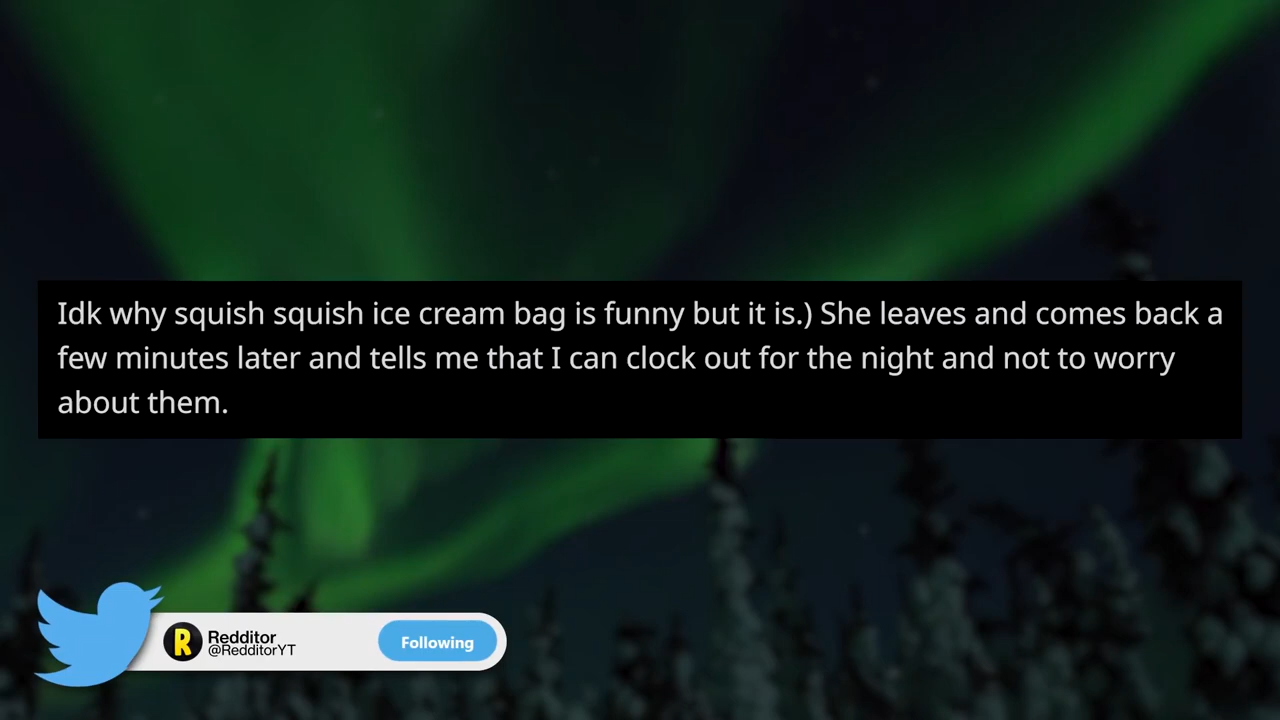 Idk why squish squish ice cream bag is funny but it is.) She leaves and comes back a
few minutes later and tells me that I can clock out for the night and not to worry
about them.
R
Redditor
@RedditorYT
Following